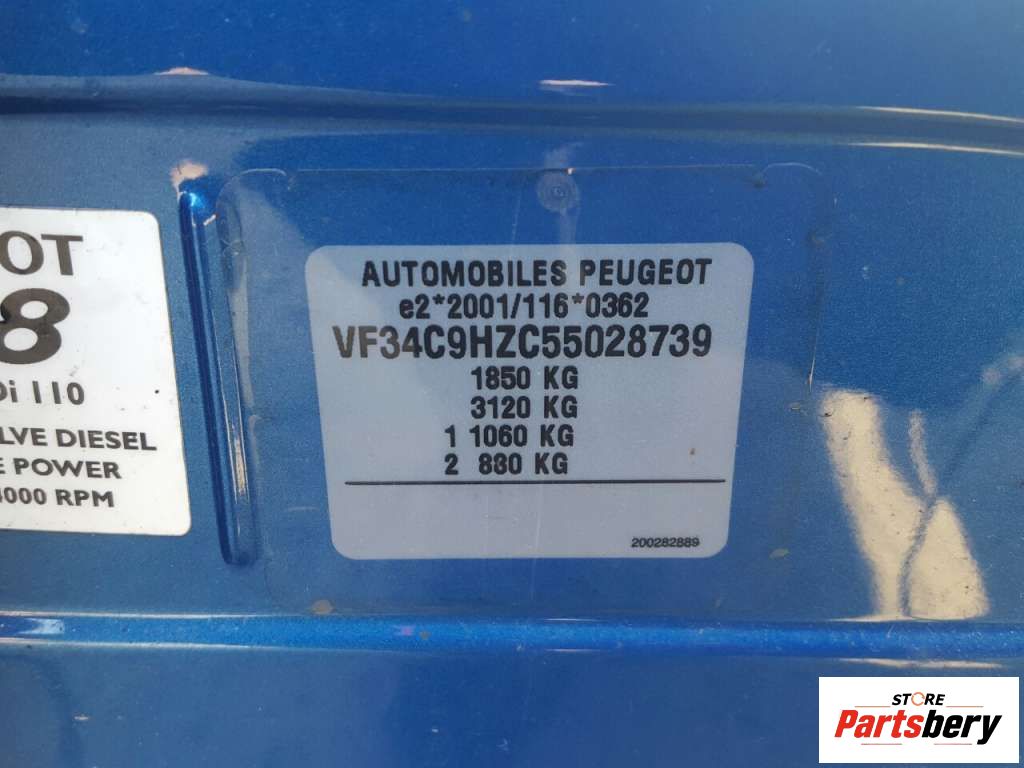 OT
8
Di 110
LVE DIESEL
E POWER
000 RPM
AUTOMOBILES PEUGEOT
e2*2001/116*0362
VF34C9HZC55028739
1850 KG
3120 KG
1 1060 KG
2 880 KG
200282889
STORE
Partsbery